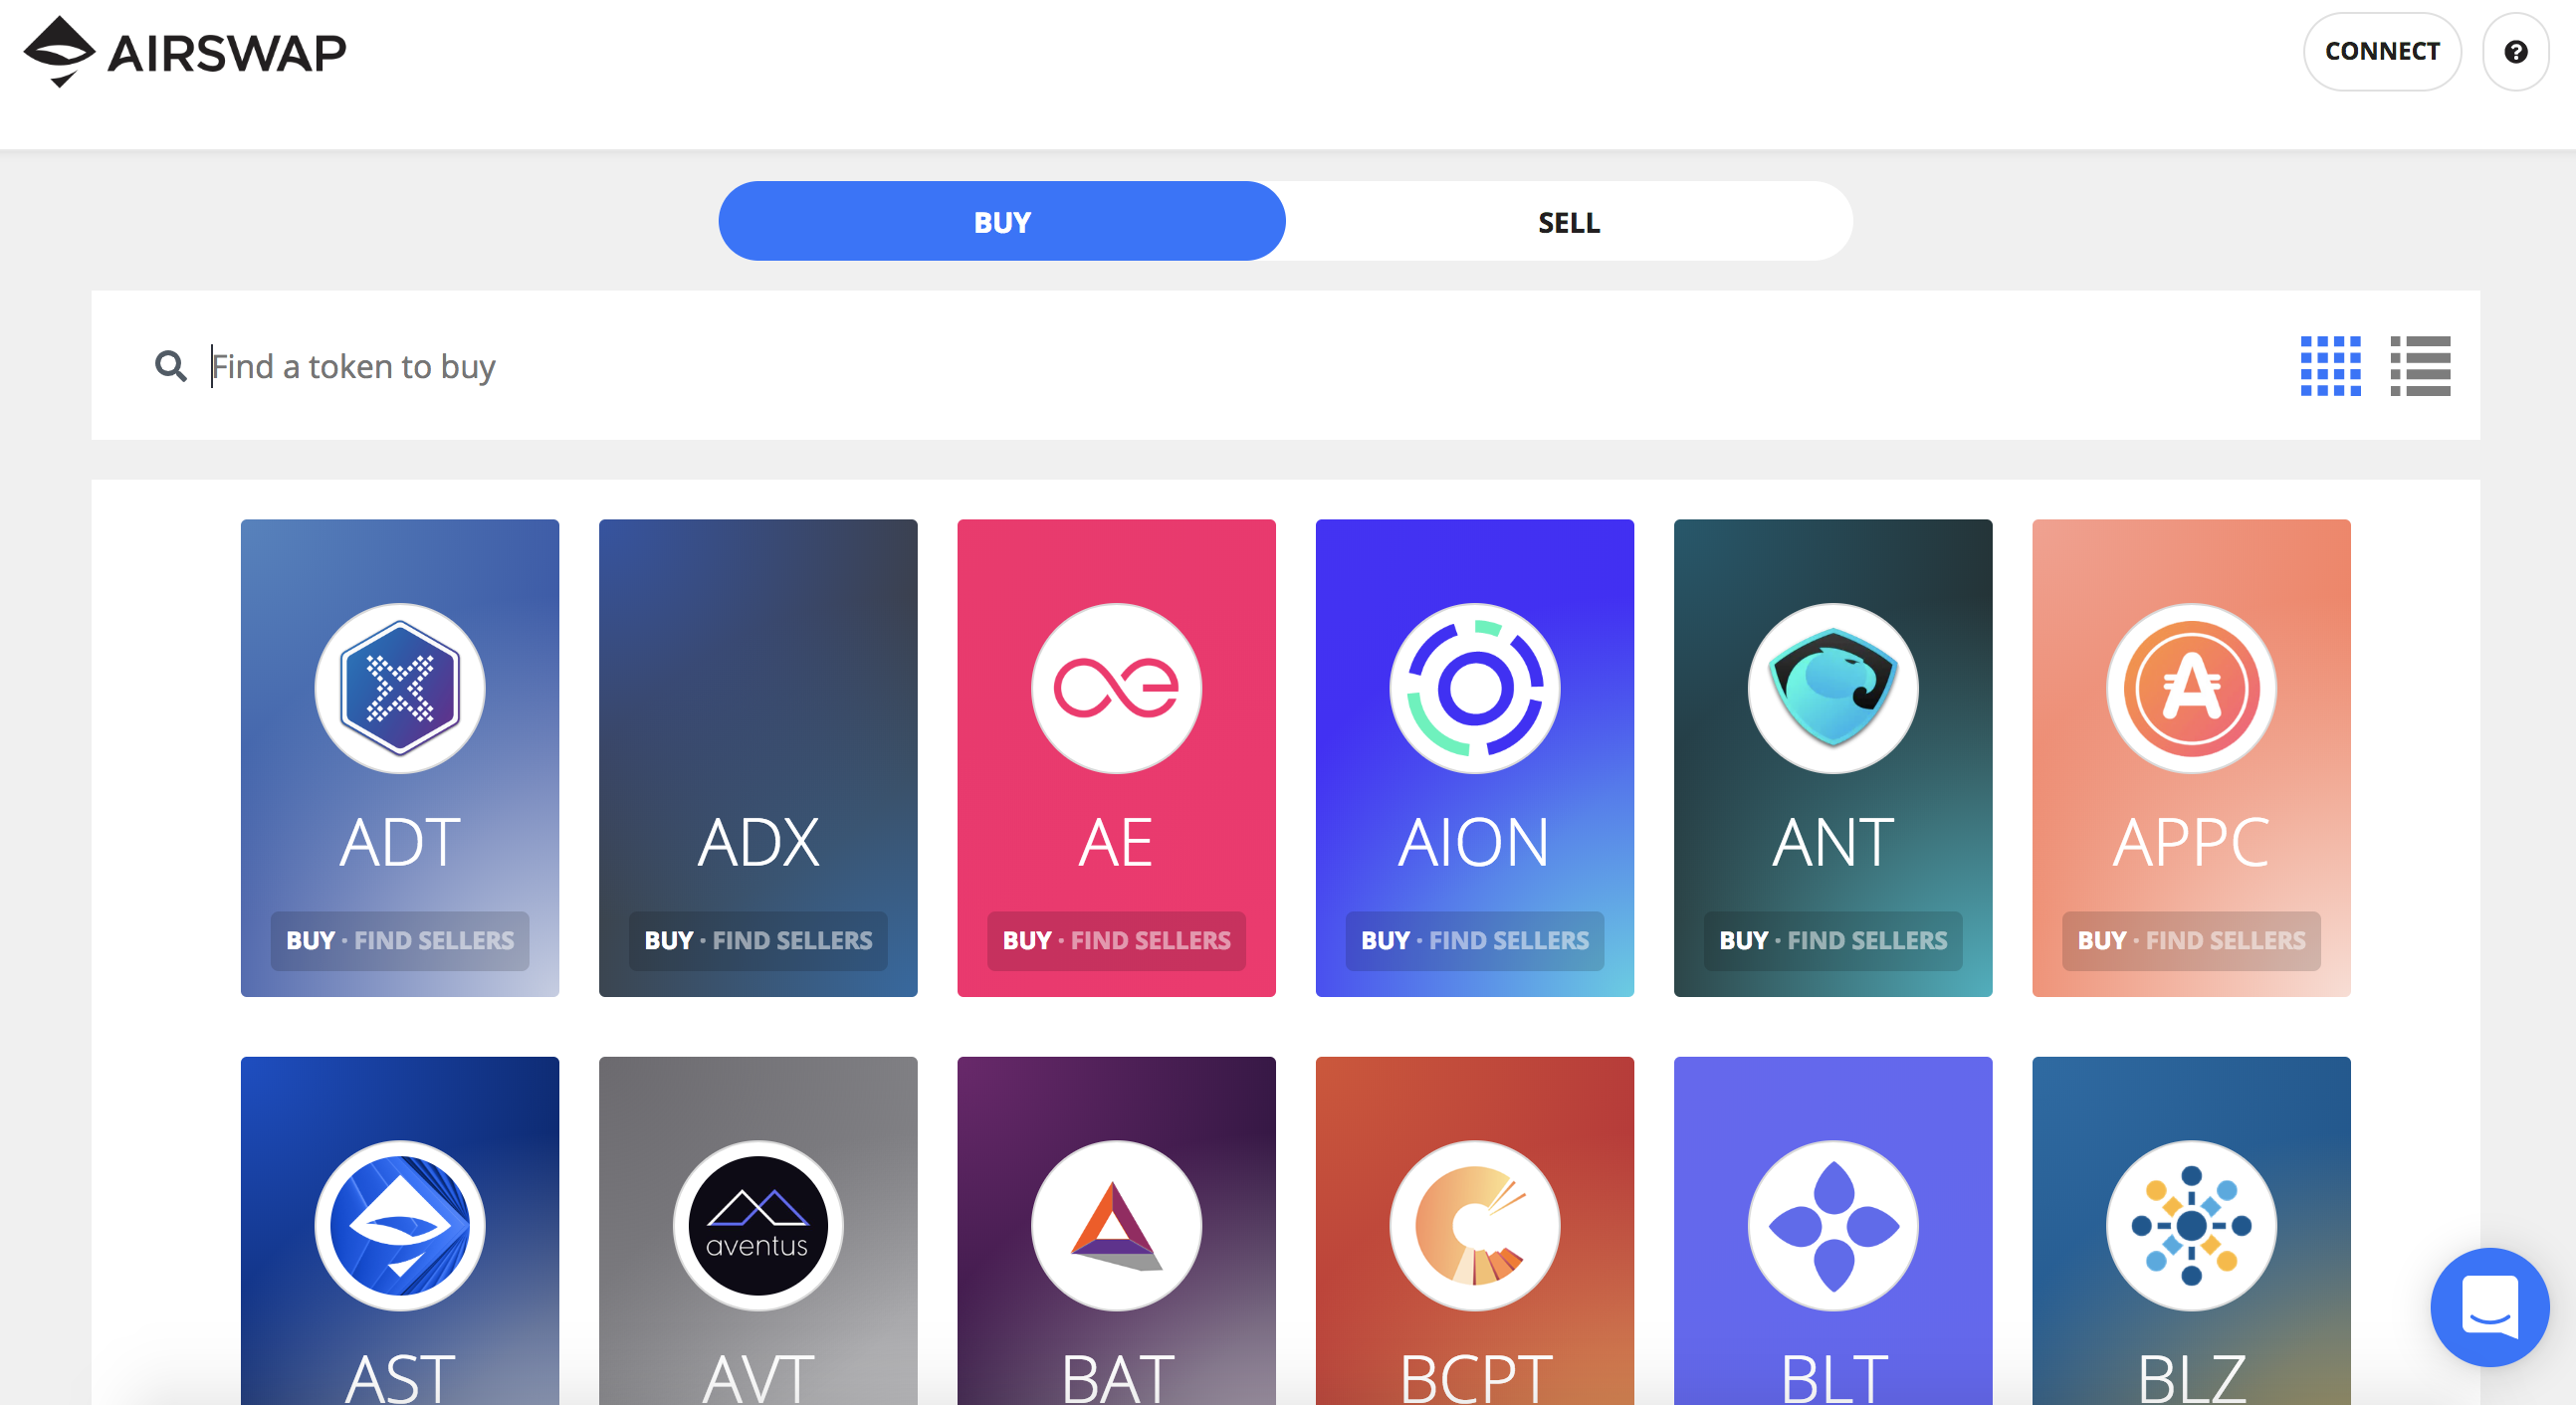 AIRSWAP
CONNECT
?
BUY
SELL
Find a token to buy
ADT
ADX
AE
AION
ANT
APPC
BUY · FIND SELLERS
BUY · FIND SELLERS
BUY · FIND SELLERS
BUY · FIND SELLERS
BUY · FIND SELLERS
BUY · FIND SELLERS
aventus
AST
AVT
BAT
BCPT
BLT
BLZ